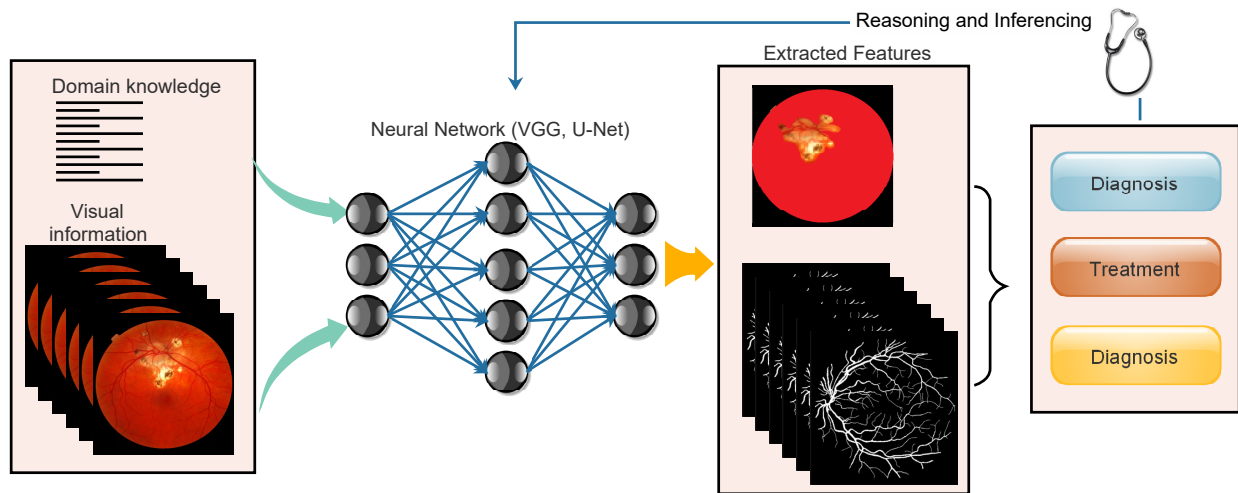 Reasoning and Inferencing
Extracted Features
Domain knowledge
Neural Network (VGG, U-Net)
Visual
information
Diagnosis
Treatment
Diagnosis